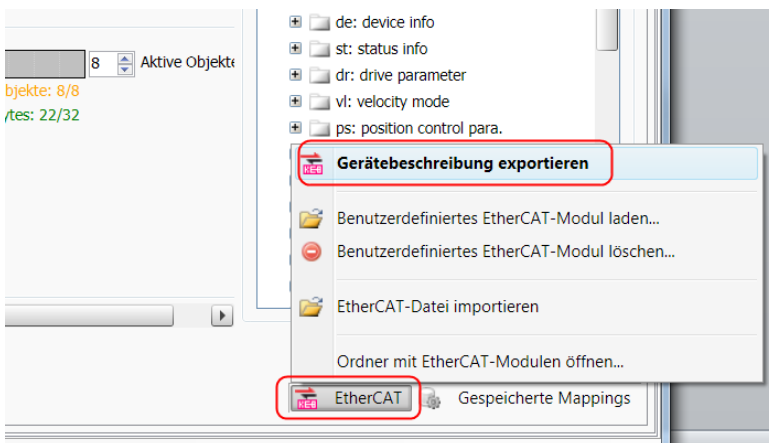 de: device info
st: status info
8 Aktive Objekte
dr: drive parameter
bjekte: 8/8
vl: velocity mode
ytes: 22/32
ps: position control para.
KEB Gerätebeschreibung exportieren
Benutzerdefiniertes EtherCAT-Modul laden...
Benutzerdefiniertes EtherCAT-Modul löschen...
EtherCAT-Datei importieren
Ordner mit EtherCAT-Modulen öffnen...
KEB EtherCAT Gespeicherte Mappings